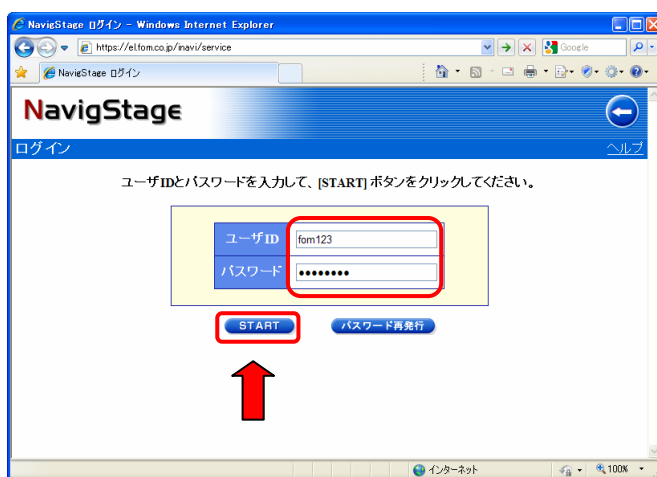 NavigStage ログイン - Windows Internet Explorer
https://el.fom.co.jp/inavi/service
Google
NavigStage ログイン
NavigStage
ログイン
ヘルプ
ユーザIDとパスワードを入力して、[START] ボタンをクリックしてください。
ユーザID
fom123
パスワード
••••••••
START
パスワード再発行
インターネット
100%